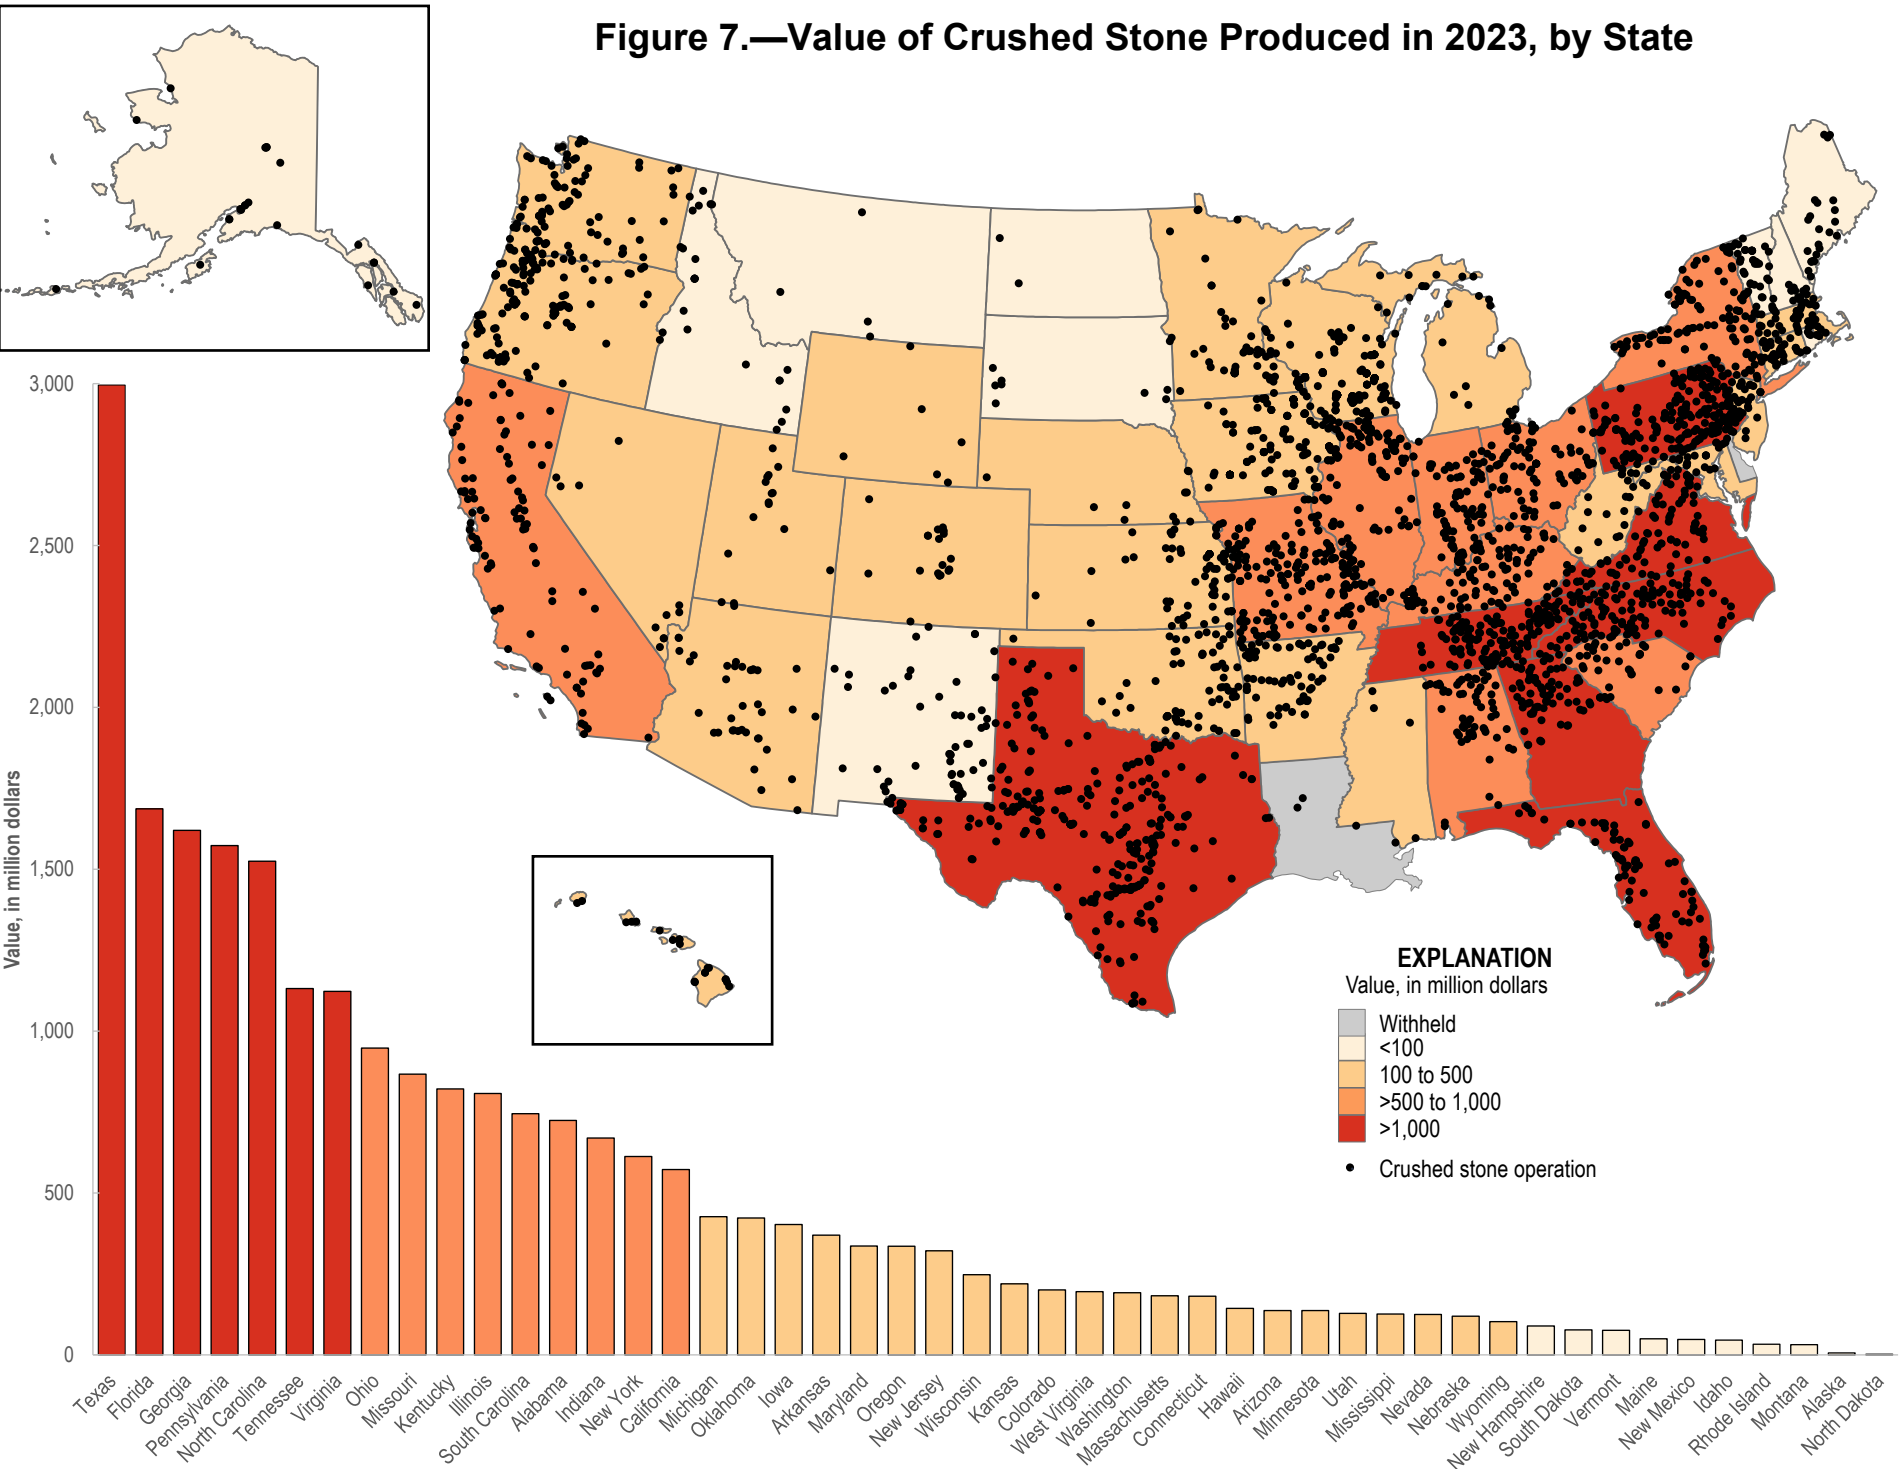 Figure 7.—Value of Crushed Stone Produced in 2023, by State
3,000
2,500
2,000
1,500
1,000
500
0
Value, in million dollars
EXPLANATION
Value, in million dollars
Withheld
<100
100 to 500
>500 to 1,000
>1,000
Crushed stone operation
Texas
Florida
Georgia
Pennsylvania
North Carolina
Tennessee
Virginia
Ohio
Missouri
Kentucky
Illinois
South Carolina
Alabama
Indiana
New York
California
Michigan
Oklahoma
Iowa
Arkansas
Maryland
Oregon
New Jersey
Wisconsin
Kansas
Colorado
West Virginia
Washington
Massachusetts
Connecticut
Hawaii
Arizona
Minnesota
Utah
Mississippi
Nevada
Nebraska
Wyoming
New Hampshire
South Dakota
Vermont
Maine
New Mexico
Idaho
Rhode Island
Montana
Alaska
North Dakota